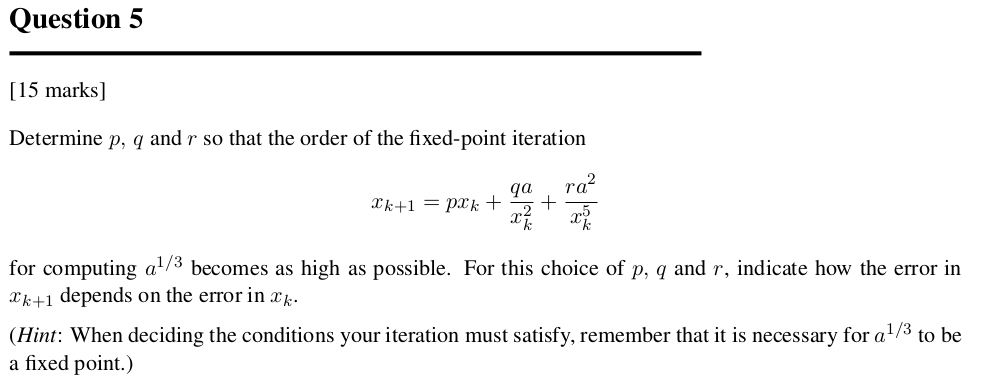 Question 5
[15 marks]
Determine p, q and r so that the order of the fixed-point iteration
x_{k+1} = px_k + \frac{qa}{x_k^2} + \frac{ra^2}{x_k^5}
for computing a^{1/3} becomes as high as possible. For this choice of p, q and r, indicate how the error in
x_{k+1} depends on the error in x_k.
(Hint: When deciding the conditions your iteration must satisfy, remember that it is necessary for a^{1/3} to be
a fixed point.)